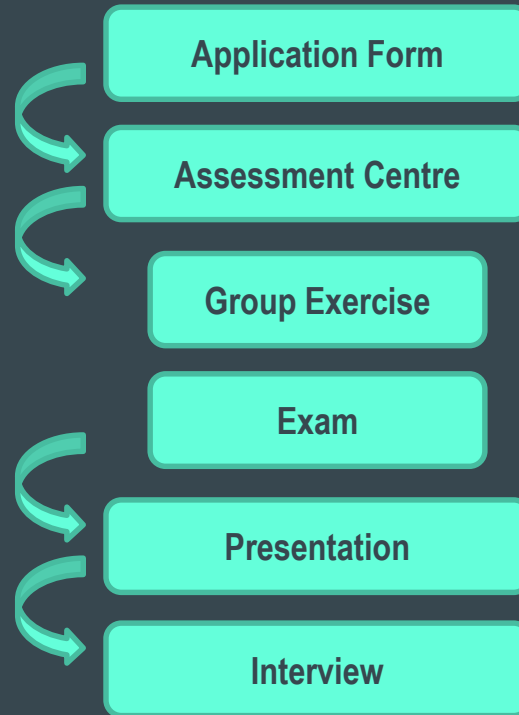 Application Form
Assessment Centre
Group Exercise
Exam
Presentation
Interview